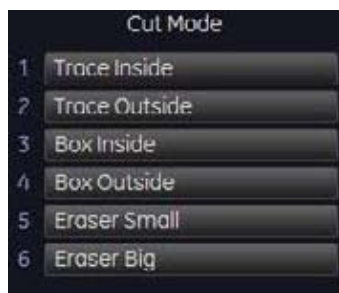 Cut Mode
1 Trace Inside
2 Trace Outside
3 Box Inside
4 Box Outside
5 Eraser Small
6 Eraser Big